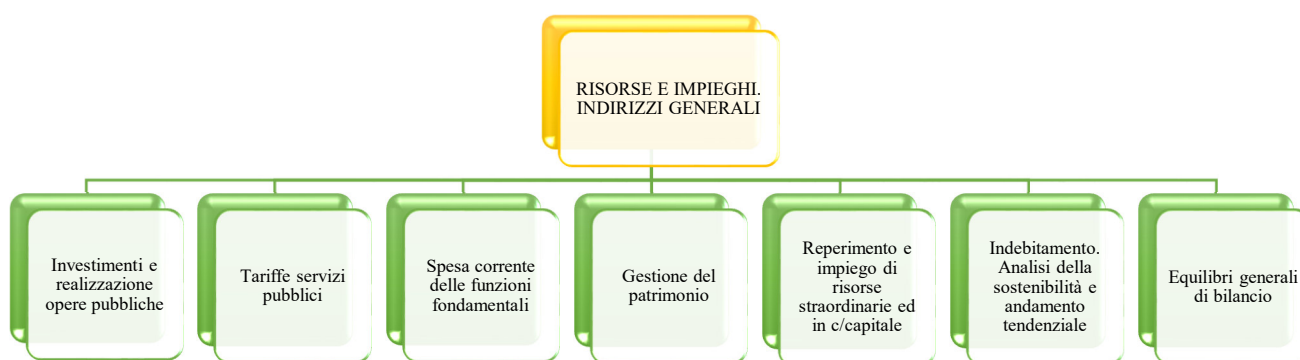 RISORSE E IMPIEGHI.
INDIRIZZI GENERALI
Investimenti e
realizzazione
opere pubbliche
Tariffe servizi
pubblici
Spesa corrente
delle funzioni
fondamentali
Gestione del
patrimonio
Reperimento e
impiego di
risorse
straordinarie ed
in c/capitale
Indebitamento.
Analisi della
sostenibilità e
andamento
tendenziale
Equilibri generali
di bilancio